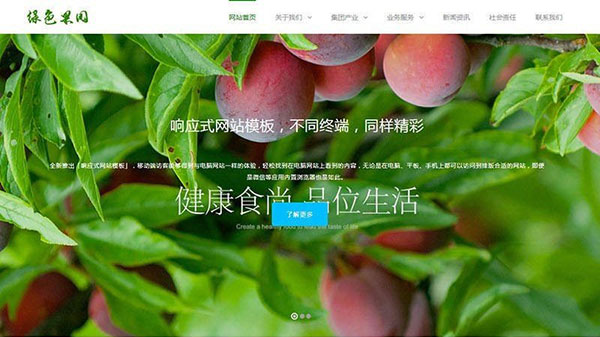 绿色果园
网站首页 关于我们 集团产业 业务服务 新闻资讯 社会责任 联系我们
响应式网站模板，不同终端，同样精彩
全新推出「响应式网站模板」，移动端访客能够得到与电脑网站一样的体验，轻松找到在电脑网站上看到的内容，无论是在电脑、平板、手机上都可以访问到排版合适的网站，即便
是微信等应用内置浏览器也是如此。
健康食尚 品位生活
了解更多
Create a healthy food to lead the taste of life